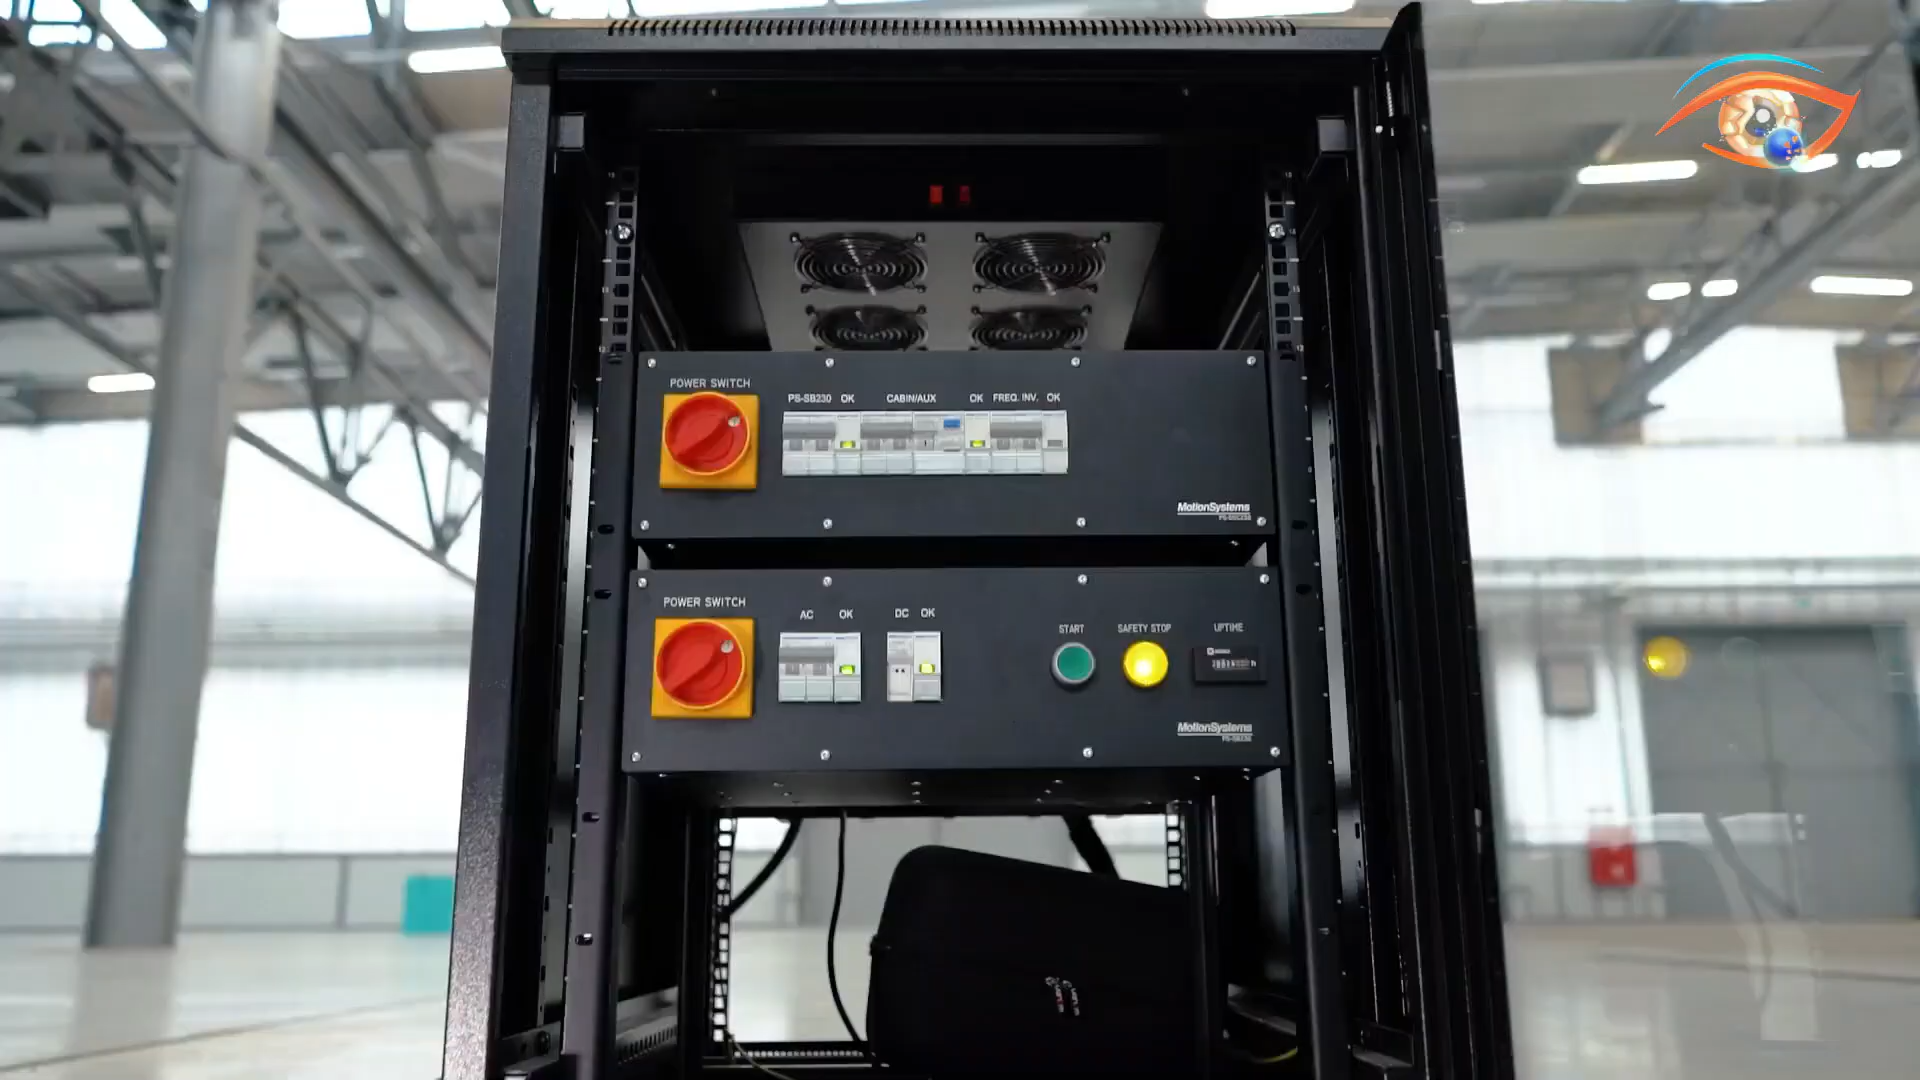 POWER SWITCH
PS-SB230 OK CABIN/AUX OK FREQ. INV. OK
MotionSystems
POWER SWITCH
AC OK DC OK
START SAFETY STOP UPTIME
MotionSystems